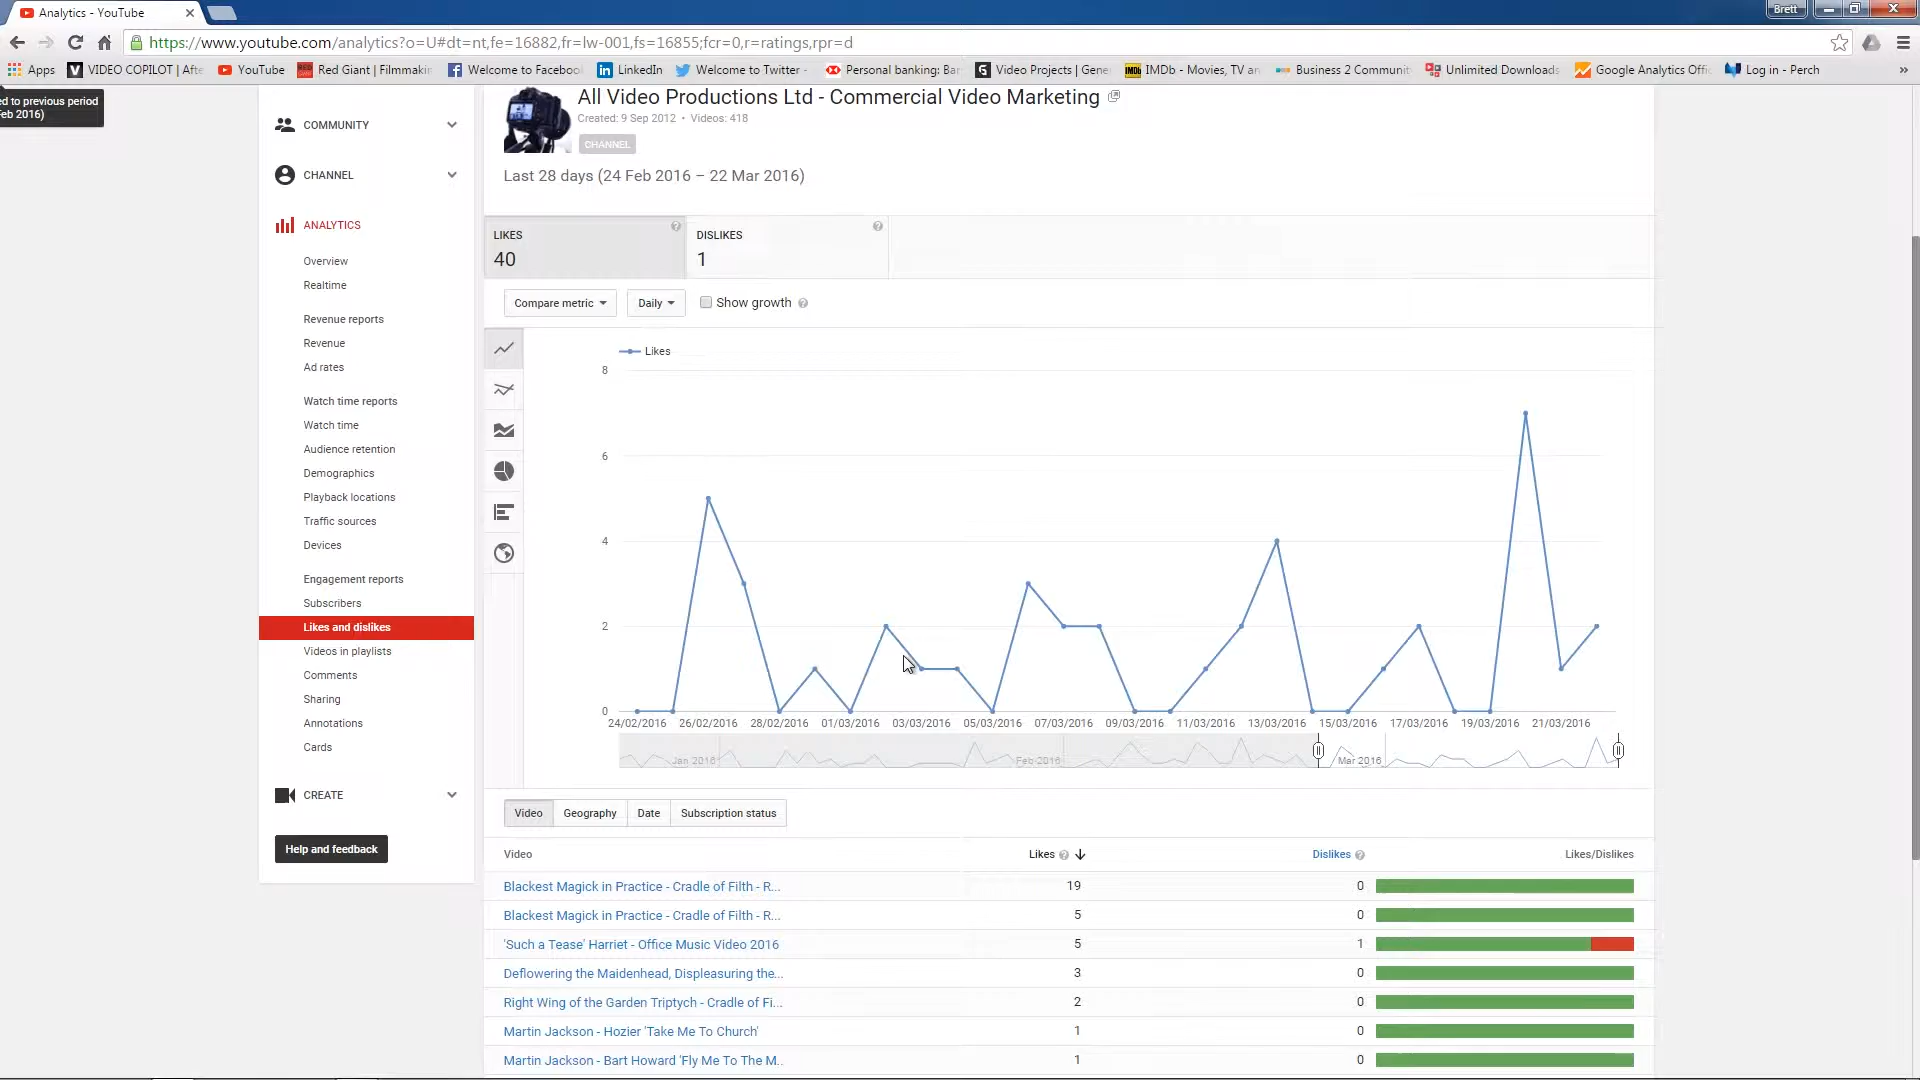 Analytics - YouTube
Brett
https://www.youtube.com/analytics?o=U#dt=nt,fe=16882,fr=lw-001,fs=16855;fcr=0,r=ratings,rpr=d
Apps VIDEO COPILOT | Afte YouTube Red Giant | Filmmakin Welcome to Faceboo LinkedIn Welcome to Twitter - Personal banking: Bar Video Projects | Gene IMDb - Movies, TV an Business 2 Communit Unlimited Downloads Google Analytics Offic Log in - Perch »
ed to previous period
eb 2016)
All Video Productions Ltd - Commercial Video Marketing
Created: 9 Sep 2012 • Videos: 418
CHANNEL
Last 28 days (24 Feb 2016 – 22 Mar 2016)
COMMUNITY
CHANNEL
ANALYTICS
Overview
Realtime
Revenue reports
Revenue
Ad rates
Watch time reports
Watch time
Audience retention
Demographics
Playback locations
Traffic sources
Devices
Engagement reports
Subscribers
Likes and dislikes
Videos in playlists
Comments
Sharing
Annotations
Cards
CREATE
Help and feedback
LIKES ?
40
DISLIKES ?
1
Compare metric Daily Show growth ?
Likes
8
6
4
2
0
24/02/2016 26/02/2016 28/02/2016 01/03/2016 03/03/2016 05/03/2016 07/03/2016 09/03/2016 11/03/2016 13/03/2016 15/03/2016 17/03/2016 19/03/2016 21/03/2016
Jan 2016 Feb 2016 Mar 2016
Video Geography Date Subscription status
Video Likes ? Dislikes ? Likes/Dislikes
Blackest Magick in Practice - Cradle of Filth - R... 19 0
Blackest Magick in Practice - Cradle of Filth - R... 5 0
'Such a Tease' Harriet - Office Music Video 2016 5 1
Deflowering the Maidenhead, Displeasuring the... 3 0
Right Wing of the Garden Triptych - Cradle of Fi... 2 0
Martin Jackson - Hozier 'Take Me To Church' 1 0
Martin Jackson - Bart Howard 'Fly Me To The M.. 1 0